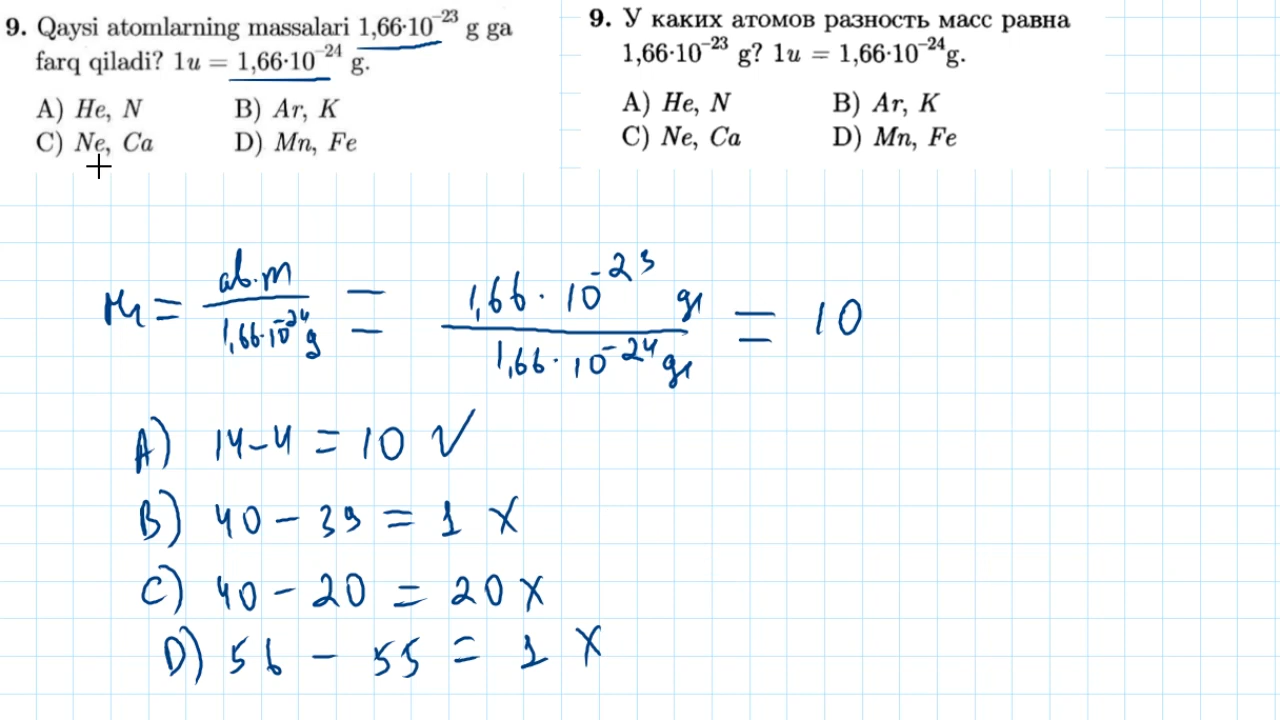 9. Qaysi atomlarning massalari 1,66·10⁻²³ g ga
farq qiladi? 1u = 1,66·10⁻²⁴ g.
A) He, N B) Ar, K
C) Ne, Ca D) Mn, Fe
9. У каких атомов разность масс равна
1,66·10⁻²³ g? 1u = 1,66·10⁻²⁴g.
A) He, N B) Ar, K
C) Ne, Ca D) Mn, Fe
= ab.m / 1,66·10⁻²⁴ g = 1,66·10⁻²³ gr / 1,66·10⁻²⁴ gr = 10
A) 14-4 = 10 √
B) 40 - 39 = 1 X
C) 40 - 20 = 20 X
D) 56 - 55 = 1 X